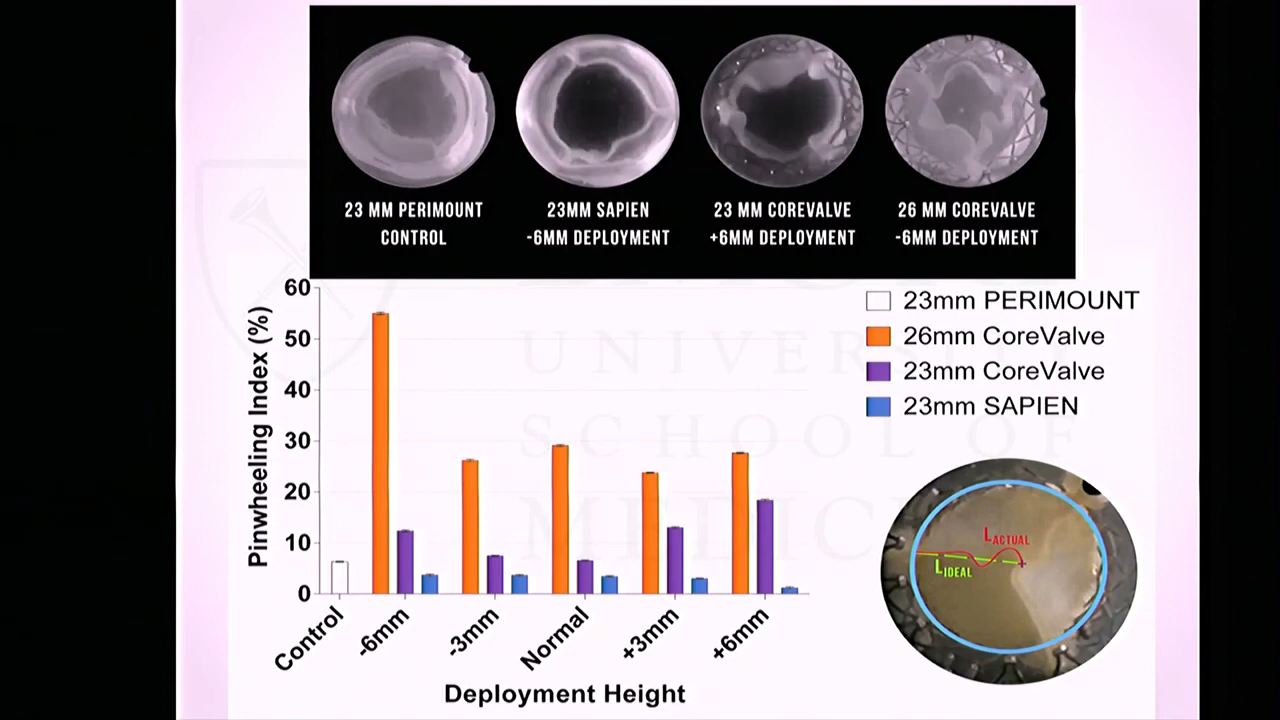 23 MM PERIMOUNT
CONTROL
23MM SAPIEN
-6MM DEPLOYMENT
23 MM COREVALVE
+6MM DEPLOYMENT
26 MM COREVALVE
-6MM DEPLOYMENT
23mm PERIMOUNT
26mm CoreValve
23mm CoreValve
23mm SAPIEN
Pinwheeling Index (%)
60
50
40
30
20
10
0
Control
-6mm
-3mm
Normal
+3mm
+6mm
Deployment Height
LACTUAL
LIDEAL
UNIVERSITY
SCHOOL OF